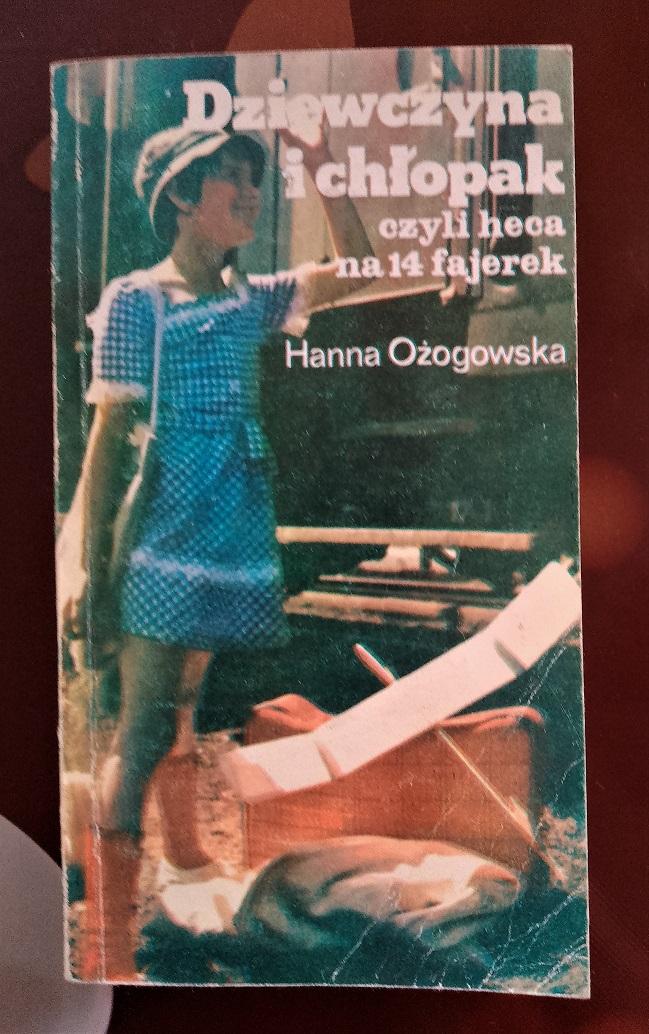 Dziewczyna
i chłopak
czyli heca
na 14 fajerek
Hanna Ożogowska